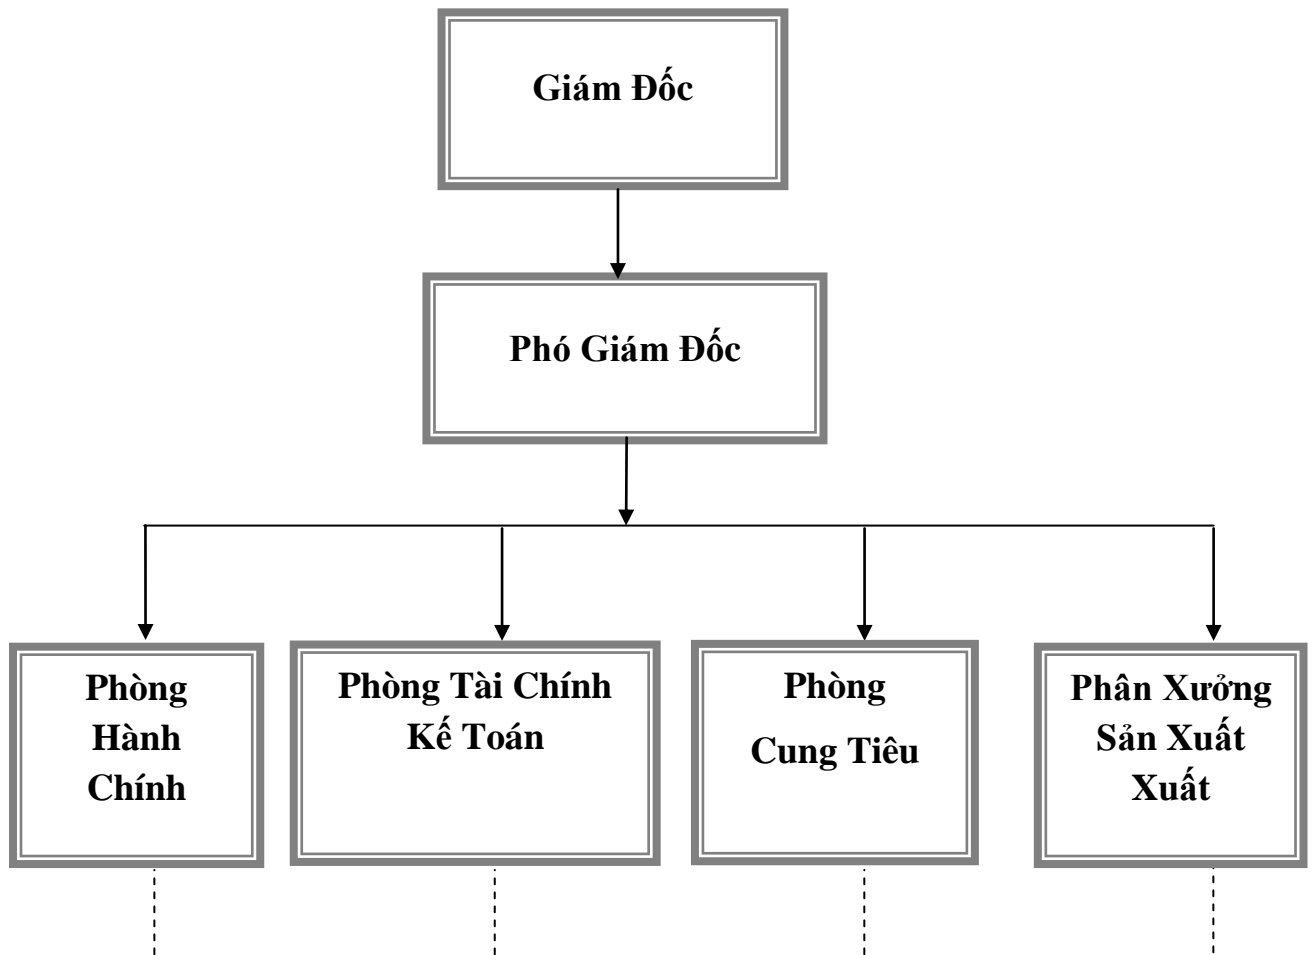 Giám Đốc
Phó Giám Đốc
Phòng
Hành
Chính
Phòng Tài Chính
Kế Toán
Phòng
Cung Tiêu
Phân Xưởng
Sản Xuất
Xuất